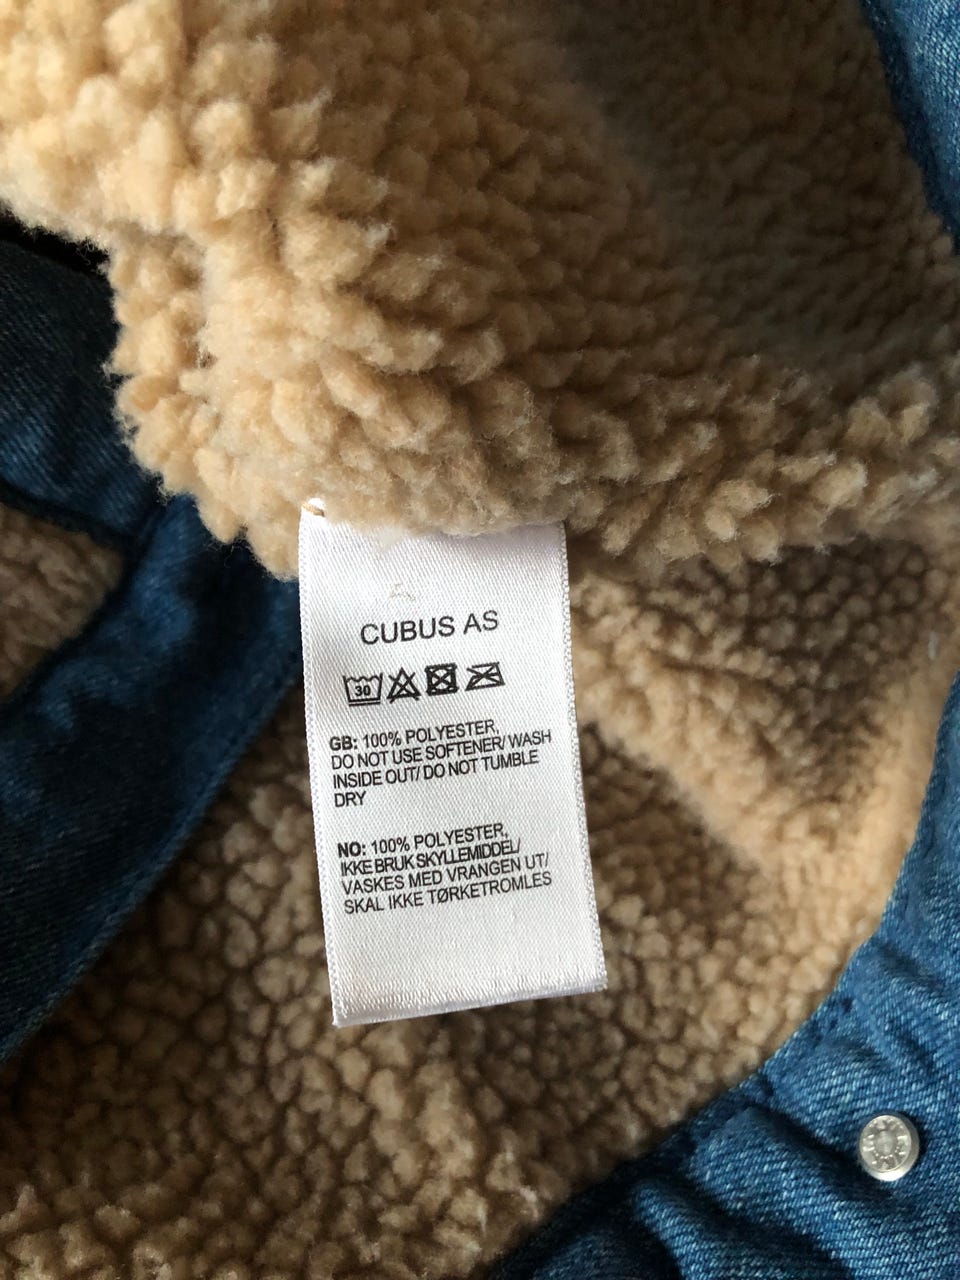 CUBUS AS
30
GB: 100% POLYESTER,
DO NOT USE SOFTENER/ WASH
INSIDE OUT/ DO NOT TUMBLE
DRY
NO: 100% POLYESTER,
IKKE BRUK SKYLLEMIDDEL/
VASKES MED VRANGEN UT/
SKAL IKKE TØRKETROMLES